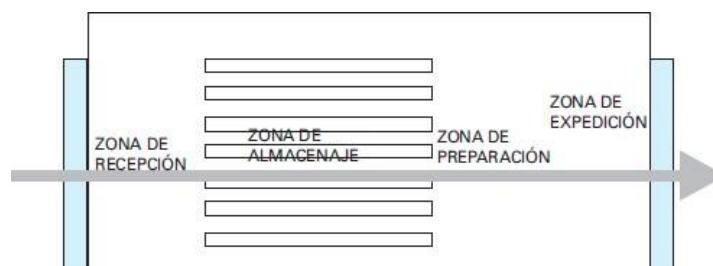 ZONA DE
RECEPCIÓN
ZONA DE
ALMACENAJE
ZONA DE
PREPARACIÓN
ZONA DE
EXPEDICIÓN